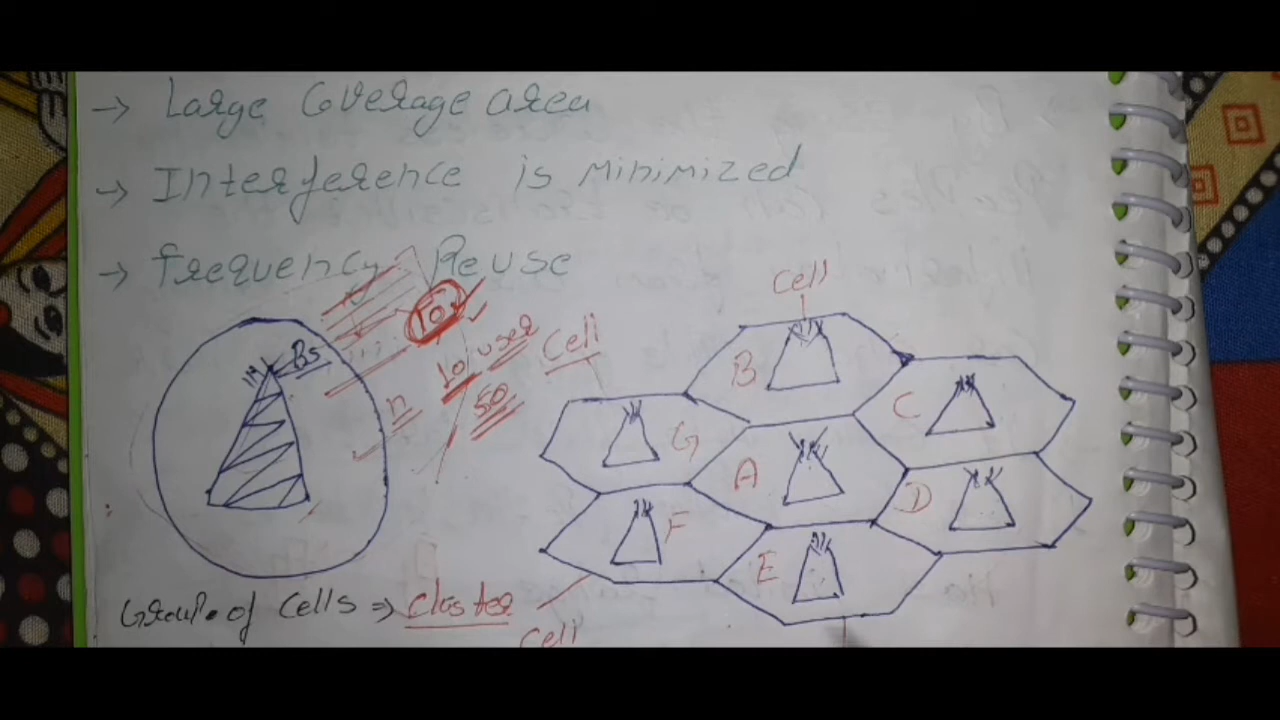 → Large Coverage area
→ Interference is Minimized
→ frequency Reuse
10
10 user
50
n
BS
Cell
Cell
B
C
G
A
D
F
E
Group of Cells ⇒ cluster
Cell